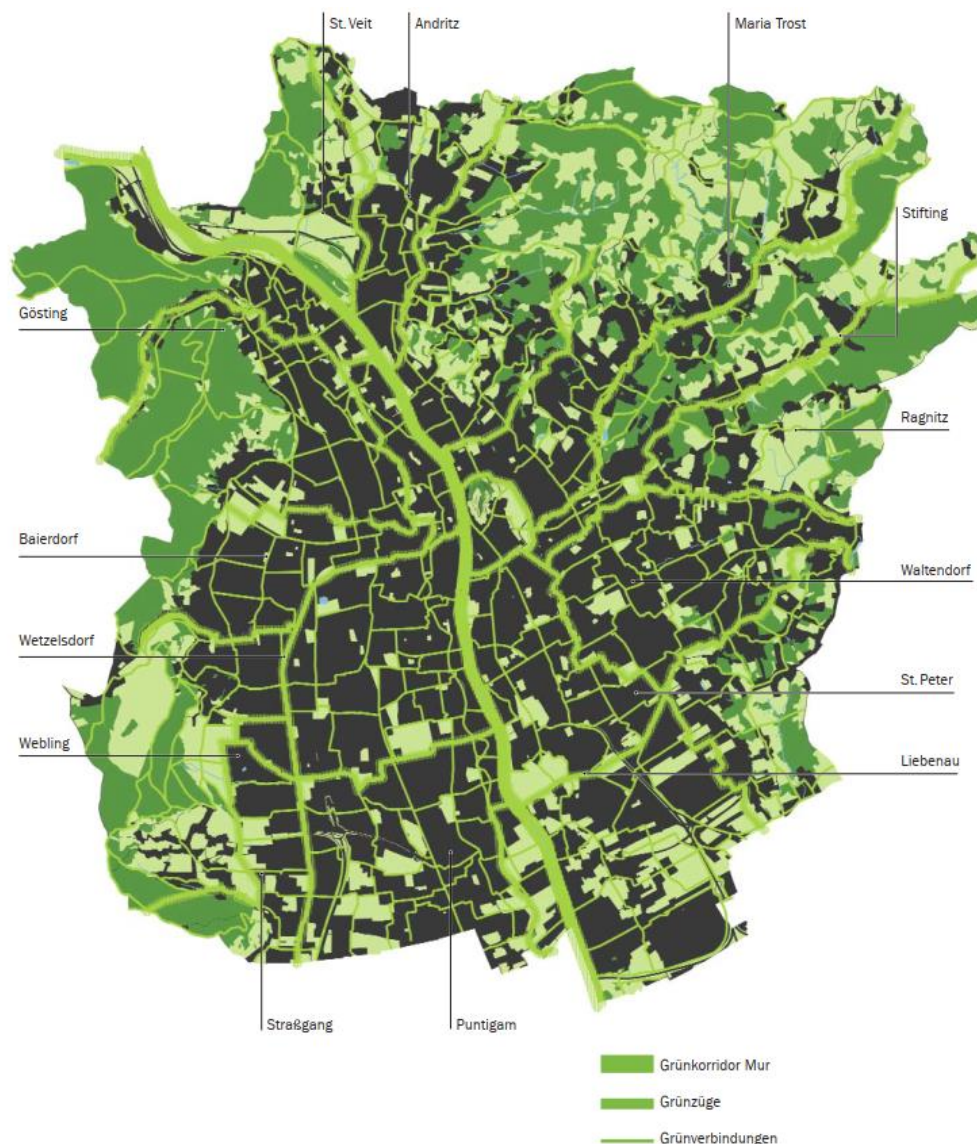 St. Veit
Andritz
Maria Trost
Stifting
Gösting
Ragnitz
Baierdorf
Waltendorf
Wetzelsdorf
St. Peter
Webling
Liebenau
Straßgang
Puntigam
Grünkorridor Mur
Grünzüge
Grünverbindungen